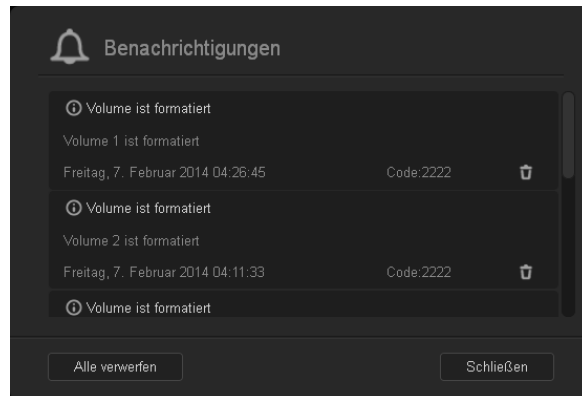 Benachrichtigungen
Volume ist formatiert
Volume 1 ist formatiert
Freitag, 7. Februar 2014 04:26:45 Code:2222
Volume ist formatiert
Volume 2 ist formatiert
Freitag, 7. Februar 2014 04:11:33 Code:2222
Volume ist formatiert
Alle verwerfen Schließen